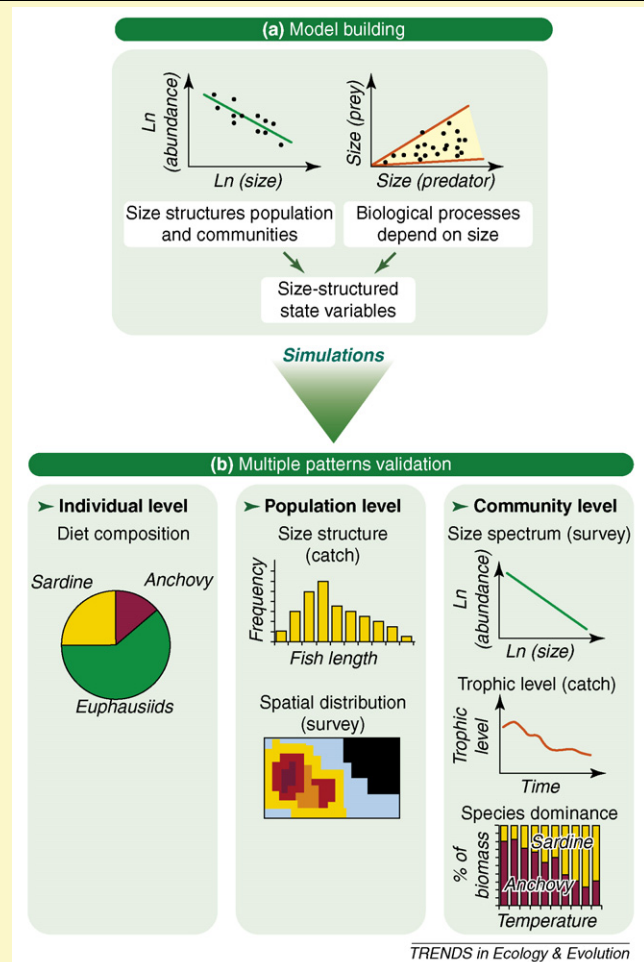 (a) Model building
Ln
(abundance)
Ln (size)
Size (prey)
Size (predator)
Size structures population
and communities
Biological processes
depend on size
Size-structured
state variables
Simulations
(b) Multiple patterns validation
➤ Individual level
Diet composition
Sardine
Anchovy
Euphausiids
➤ Population level
Size structure
(catch)
Frequency
Fish length
Spatial distribution
(survey)
➤ Community level
Size spectrum (survey)
Ln
(abundance)
Ln (size)
Trophic level (catch)
Trophic
level
Time
Species dominance
% of
biomass
Sardine
Anchovy
Temperature
TRENDS in Ecology & Evolution